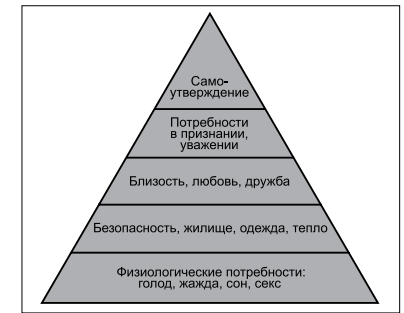 Само-
утверждение
Потребности
в признании,
уважении
Близость, любовь, дружба
Безопасность, жилище, одежда, тепло
Физиологические потребности:
голод, жажда, сон, секс